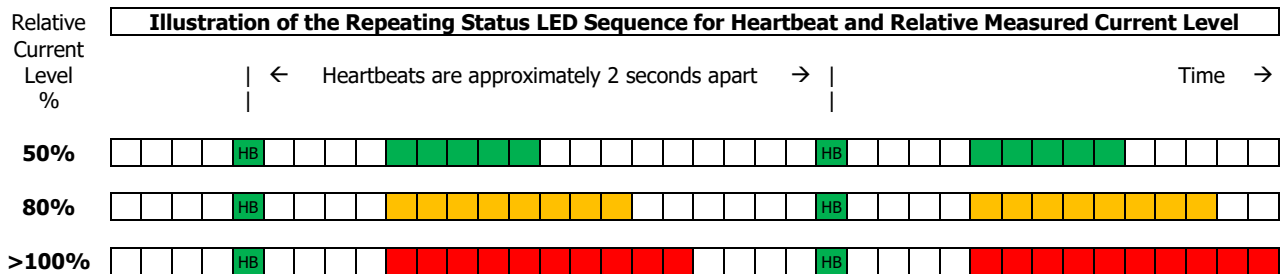 Relative Illustration of the Repeating Status LED Sequence for Heartbeat and Relative Measured Current Level
Current
Level | ← Heartbeats are approximately 2 seconds apart → | Time →
% | |
50% HB HB
80% HB HB
>100% HB HB